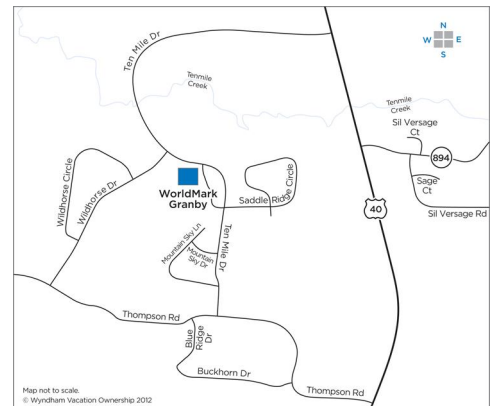 Ten Mile Dr
N
W E
S
Tenmile
Creek
Tenmile
Creek
Sil Versage
Ct
894
Sage
Ct
Sil Versage Rd
40
Wildhorse Circle
Wildhorse Dr
WorldMark
Granby
Saddle Ridge Circle
Mountain Sky Ln
Mountain
Sky Dr
Ten Mile Dr
Thompson Rd
Blue
Ridge
Dr
Buckhorn Dr
Thompson Rd
Map not to scale.
© Wyndham Vacation Ownership 2012